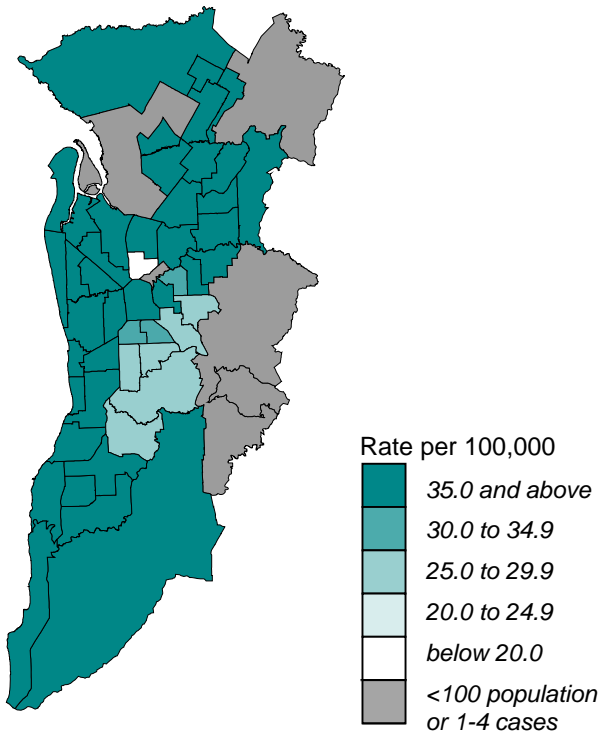 Rate per 100,000
35.0 and above
30.0 to 34.9
25.0 to 29.9
20.0 to 24.9
below 20.0
<100 population
or 1-4 cases